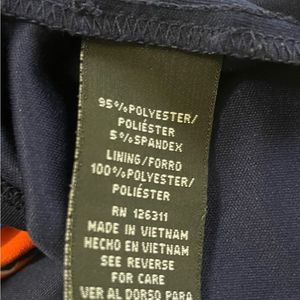 95%POLYESTER/
POLIÉSTER
5%SPANDEX
LINING/FORRO
100%POLYESTER/
POLIÉSTER
RN 126311
MADE IN VIETNAM
HECHO EN VIETNAM
SEE REVERSE
FOR CARE
VER AL DORSO PARA